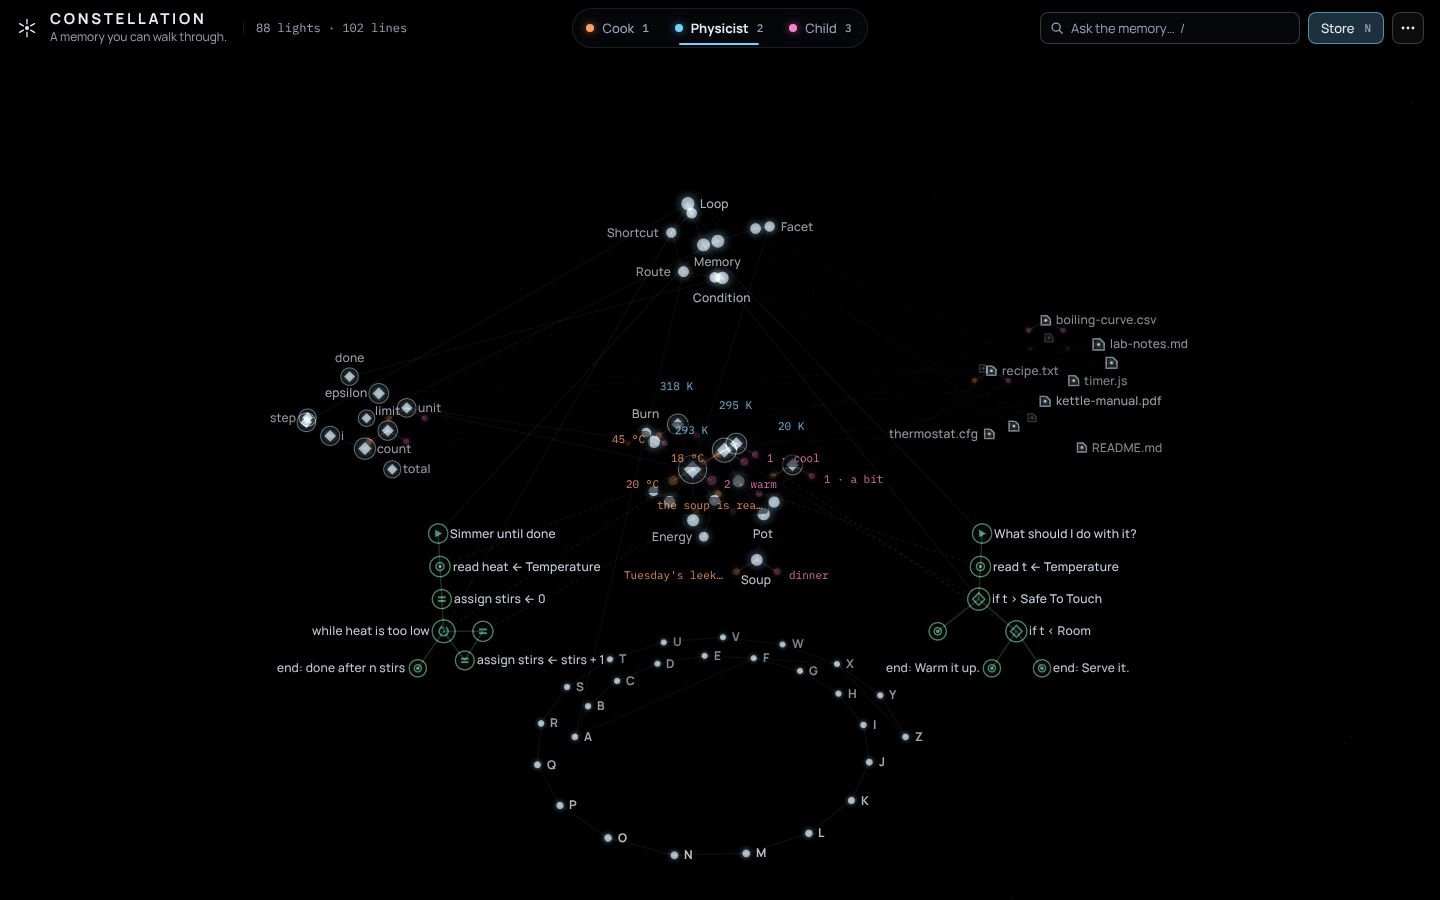 CONSTELLATION
A memory you can walk through.
88 lights · 102 lines
Cook 1
Physicist 2
Child 3
Ask the memory… /
Store N
Loop
Shortcut
Facet
Memory
Route
Condition
boiling-curve.csv
lab-notes.md
recipe.txt
timer.js
kettle-manual.pdf
thermostat.cfg
README.md
done
epsilon
limit
unit
step
i
count
total
318 K
295 K
Burn
293 K
20 K
45 °C
18 °C
1 · cool
20 °C
2 · warm
1 · a bit
the soup is rea…
Energy
Pot
Tuesday's leek…
Soup
dinner
Simmer until done
read heat ← Temperature
assign stirs ← 0
while heat is too low
assign stirs ← stirs + 1
end: done after n stirs
What should I do with it?
read t ← Temperature
if t > Safe To Touch
if t < Room
end: Warm it up.
end: Serve it.
U
V
W
T
D
E
F
X
S
C
G
Y
R
B
H
A
I
Z
Q
J
P
K
O
L
N
M